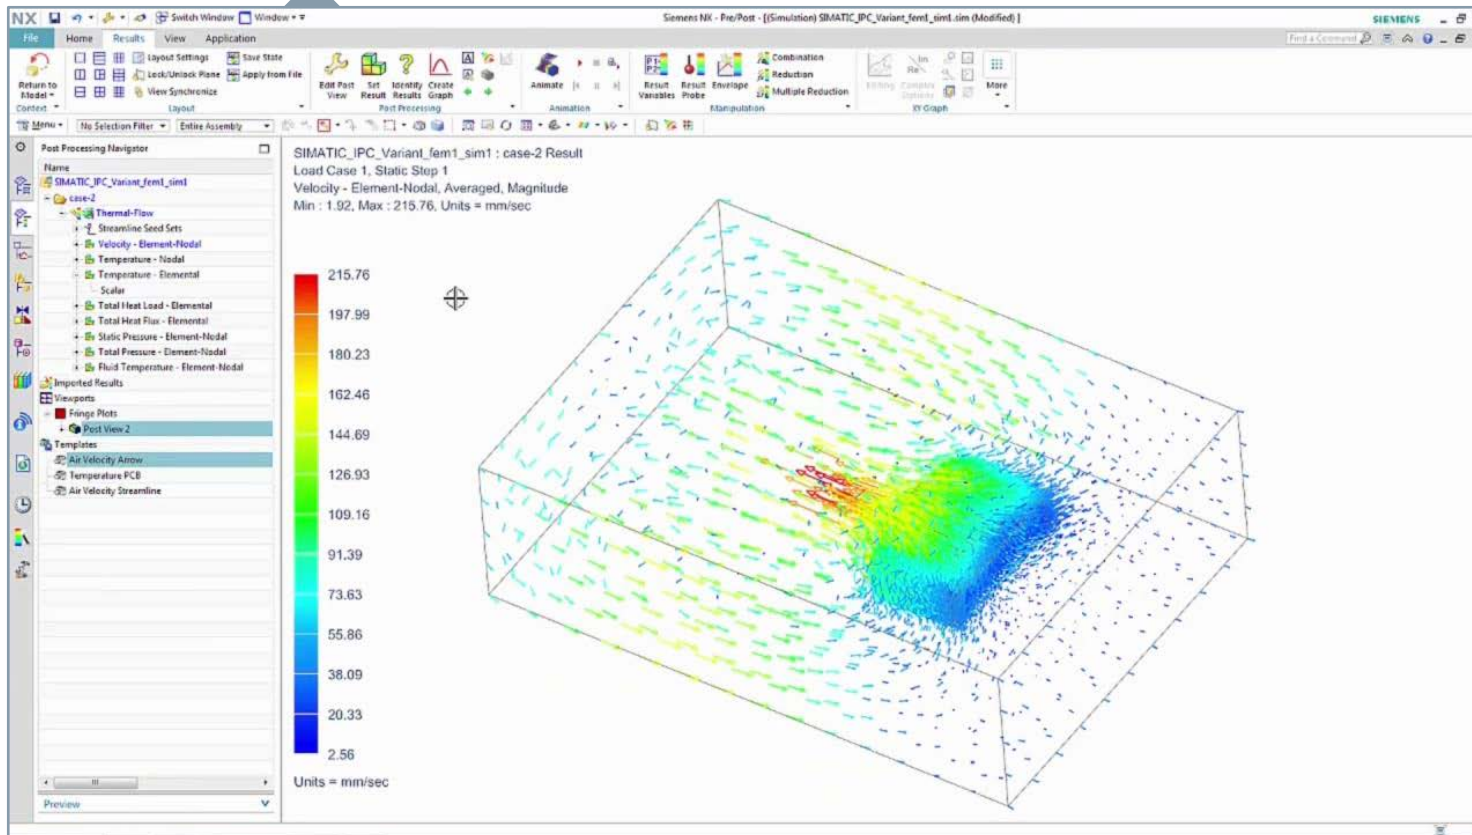 NX
Switch Window
Window
Siemens NX - Pre/Post - [(Simulation) SIMATIC_IPC_Variant_fem1_sim1.sim (Modified) ]
SIEMENS
File
Home
Results
View
Application
Find a Command
Return to Model
Context
Layout Settings
Lock/Unlock Plane
View Synchronize
Save State
Apply from File
Layout
Edit Post View
Set Result
Identify Results
Create Graph
Post Processing
Animate
Animation
Result Variables
Result Probe
Envelope
Combination
Reduction
Multiple Reduction
Manipulation
Editing
XY Graph
More
Menu
No Selection Filter
Entire Assembly
Post Processing Navigator
Name
SIMATIC_IPC_Variant_fem1_sim1
case-2
Thermal-Flow
Streamline Seed Sets
Velocity - Element-Nodal
Temperature - Nodal
Temperature - Elemental
Scalar
Total Heat Load - Elemental
Total Heat Flux - Elemental
Static Pressure - Element-Nodal
Total Pressure - Element-Nodal
Fluid Temperature - Element-Nodal
Imported Results
Viewports
Fringe Plots
Post View 2
Templates
Air Velocity Arrow
Temperature PCB
Air Velocity Streamline
Preview
SIMATIC_IPC_Variant_fem1_sim1 : case-2 Result
Load Case 1, Static Step 1
Velocity - Element-Nodal, Averaged, Magnitude
Min : 1.92, Max : 215.76, Units = mm/sec
215.76
197.99
180.23
162.46
144.69
126.93
109.16
91.39
73.63
55.86
38.09
20.33
2.56
Units = mm/sec